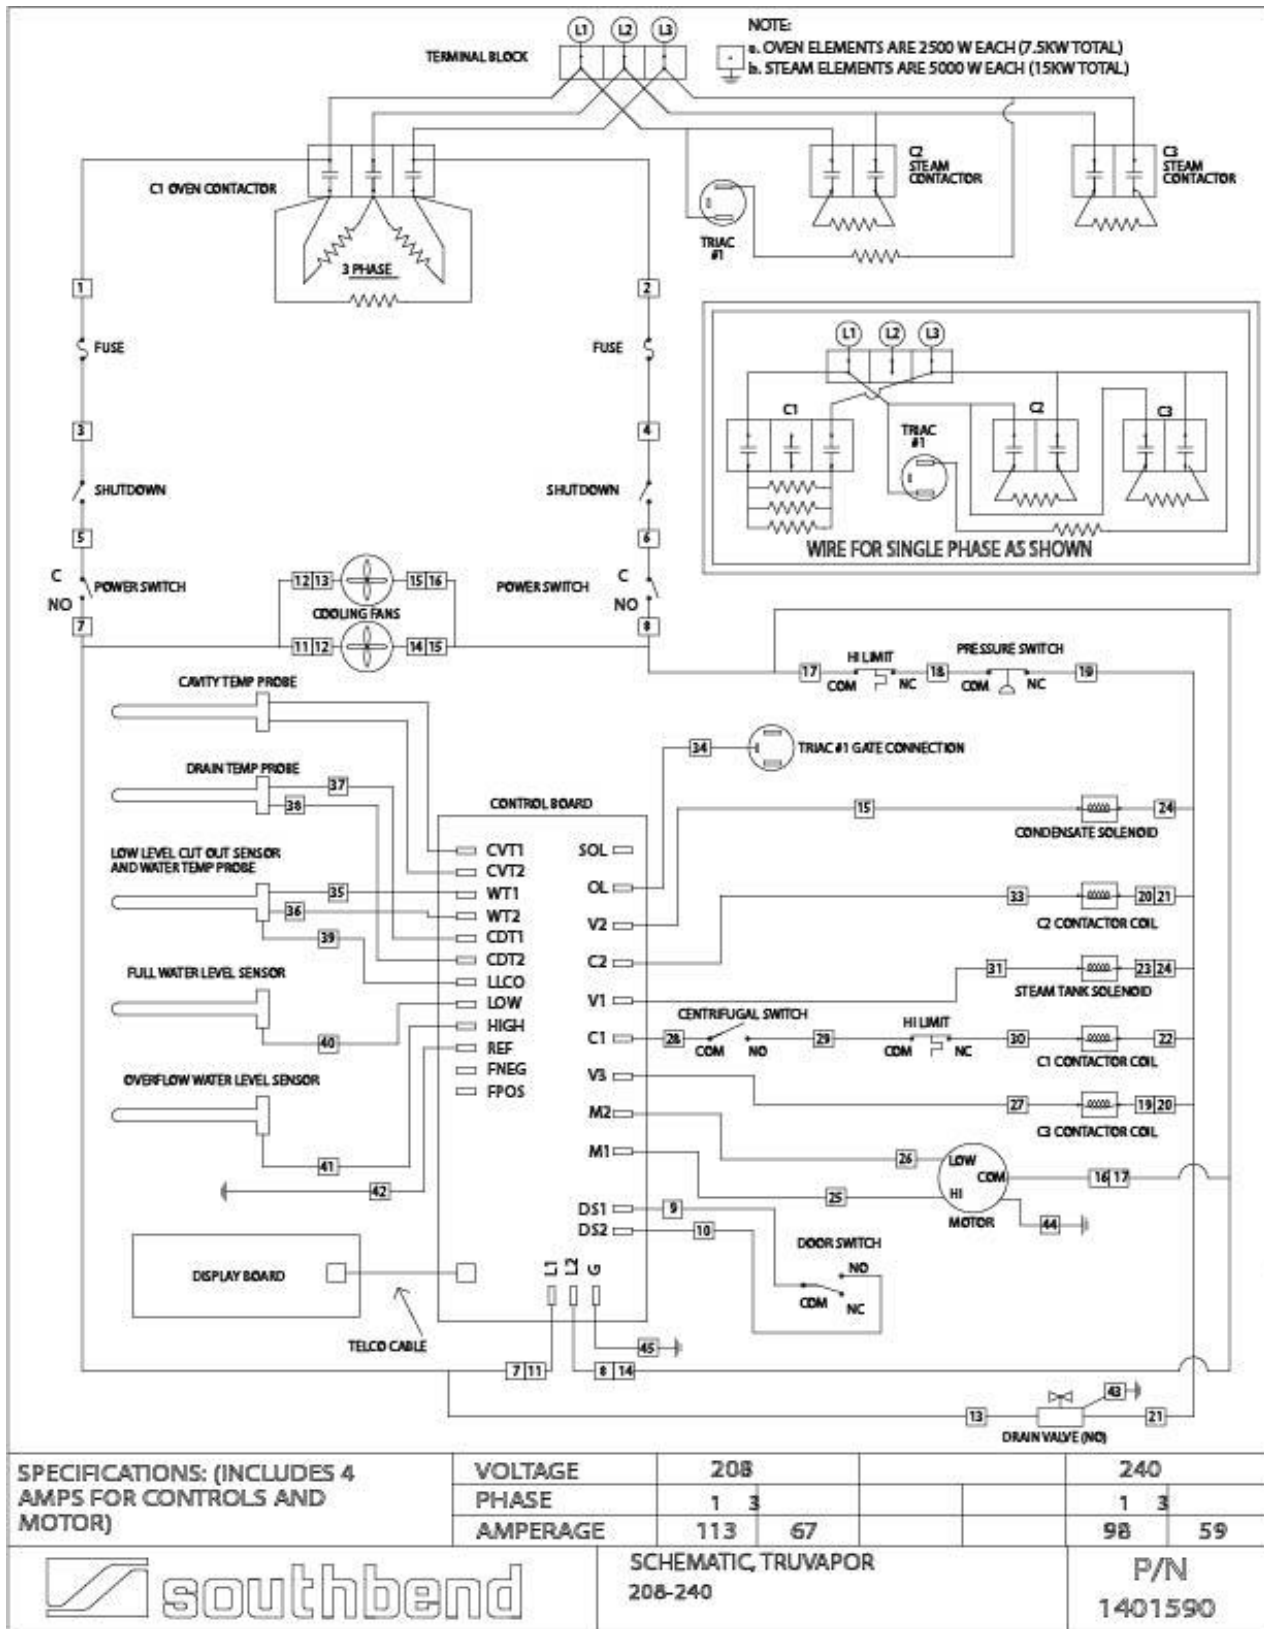 L1 L2 L3
TERMINAL BLOCK
NOTE:
a. OVEN ELEMENTS ARE 2500 W EACH (7.5KW TOTAL)
b. STEAM ELEMENTS ARE 5000 W EACH (15KW TOTAL)
C1 OVEN CONTACTOR
C2
STEAM
CONTACTOR
C3
STEAM
CONTACTOR
TRIAC
#1
3 PHASE
1
2
FUSE
FUSE
3
4
SHUTDOWN
SHUTDOWN
5
6
C
POWER SWITCH
NO
7
C
POWER SWITCH
NO
8
12 13
15 16
COOLING FANS
11 12
14 15
L1 L2 L3
C1
TRIAC
#1
C2
C3
WIRE FOR SINGLE PHASE AS SHOWN
17
HI LIMIT
COM
NC
18
PRESSURE SWITCH
COM
NC
19
CAVITY TEMP PROBE
DRAIN TEMP PROBE
37
38
LOW LEVEL CUT OUT SENSOR
AND WATER TEMP PROBE
35
36
39
FULL WATER LEVEL SENSOR
40
OVERFLOW WATER LEVEL SENSOR
41
42
CONTROL BOARD
CVT1
CVT2
WT1
WT2
CDT1
CDT2
LLCO
LOW
HIGH
REF
FNEG
FPOS
SOL
OL
V2
C2
V1
C1
V3
M2
M1
DS1
DS2
L1
L2
G
34
TRIAC #1 GATE CONNECTION
15
24
CONDENSATE SOLENOID
33
20 21
C2 CONTACTOR COIL
31
23 24
STEAM TANK SOLENOID
CENTRIFUGAL SWITCH
28
COM
NO
29
HI LIMIT
COM
NC
30
22
C1 CONTACTOR COIL
27
19 20
C3 CONTACTOR COIL
26
LOW
COM
HI
MOTOR
16 17
25
44
9
10
DOOR SWITCH
NO
COM
NC
DISPLAY BOARD
TELCO CABLE
45
7 11
8 14
13
43
21
DRAIN VALVE (NO)
SPECIFICATIONS: (INCLUDES 4
AMPS FOR CONTROLS AND
MOTOR)
VOLTAGE 208 240
PHASE 1 3 1 3
AMPERAGE 113 67 98 59
southbend
SCHEMATIC, TRUVAPOR
208-240
P/N
1401590